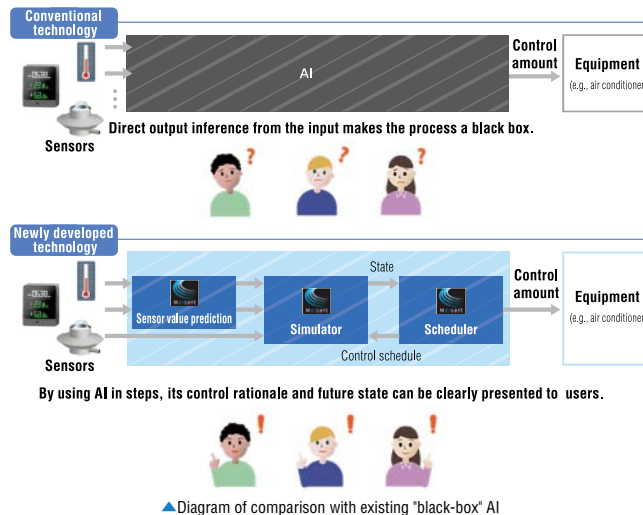 Conventional
technology
AI
Control
amount
Equipment
(e.g., air conditioner
Sensors
Direct output inference from the input makes the process a black box.
? ? ?
Newly developed
technology
State
Control
amount
Equipment
(e.g., air conditioner
Sensor value prediction
Simulator
Scheduler
Control schedule
Sensors
By using AI in steps, its control rationale and future state can be clearly presented to users.
! ! !
▲Diagram of comparison with existing "black-box" AI